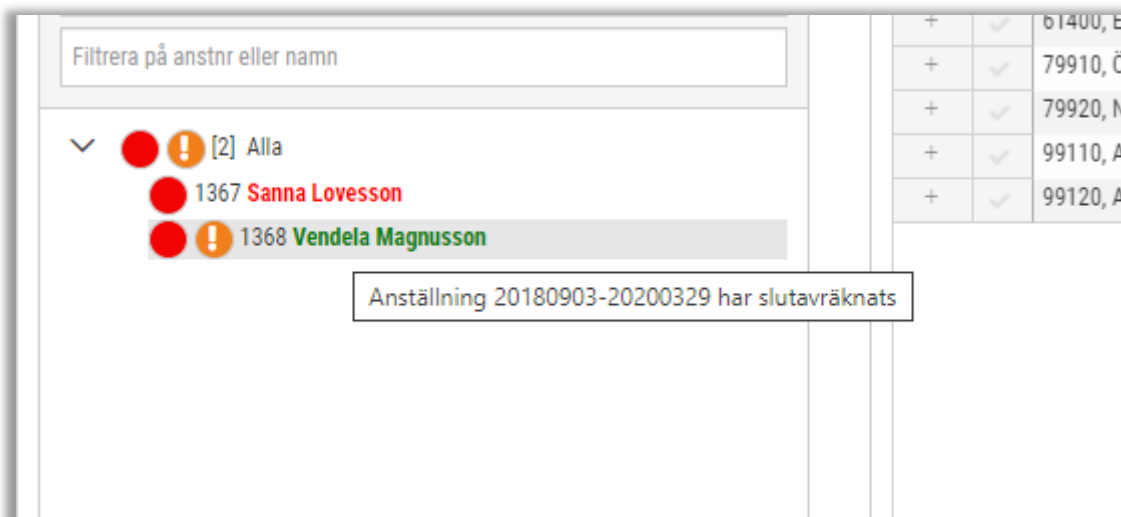 Filtrera på anstnr eller namn
[2] Alla
1367 Sanna Lovesson
1368 Vendela Magnusson
Anställning 20180903-20200329 har slutavräknats
61400, E
79910, Ö
79920, N
99110, A
99120, A